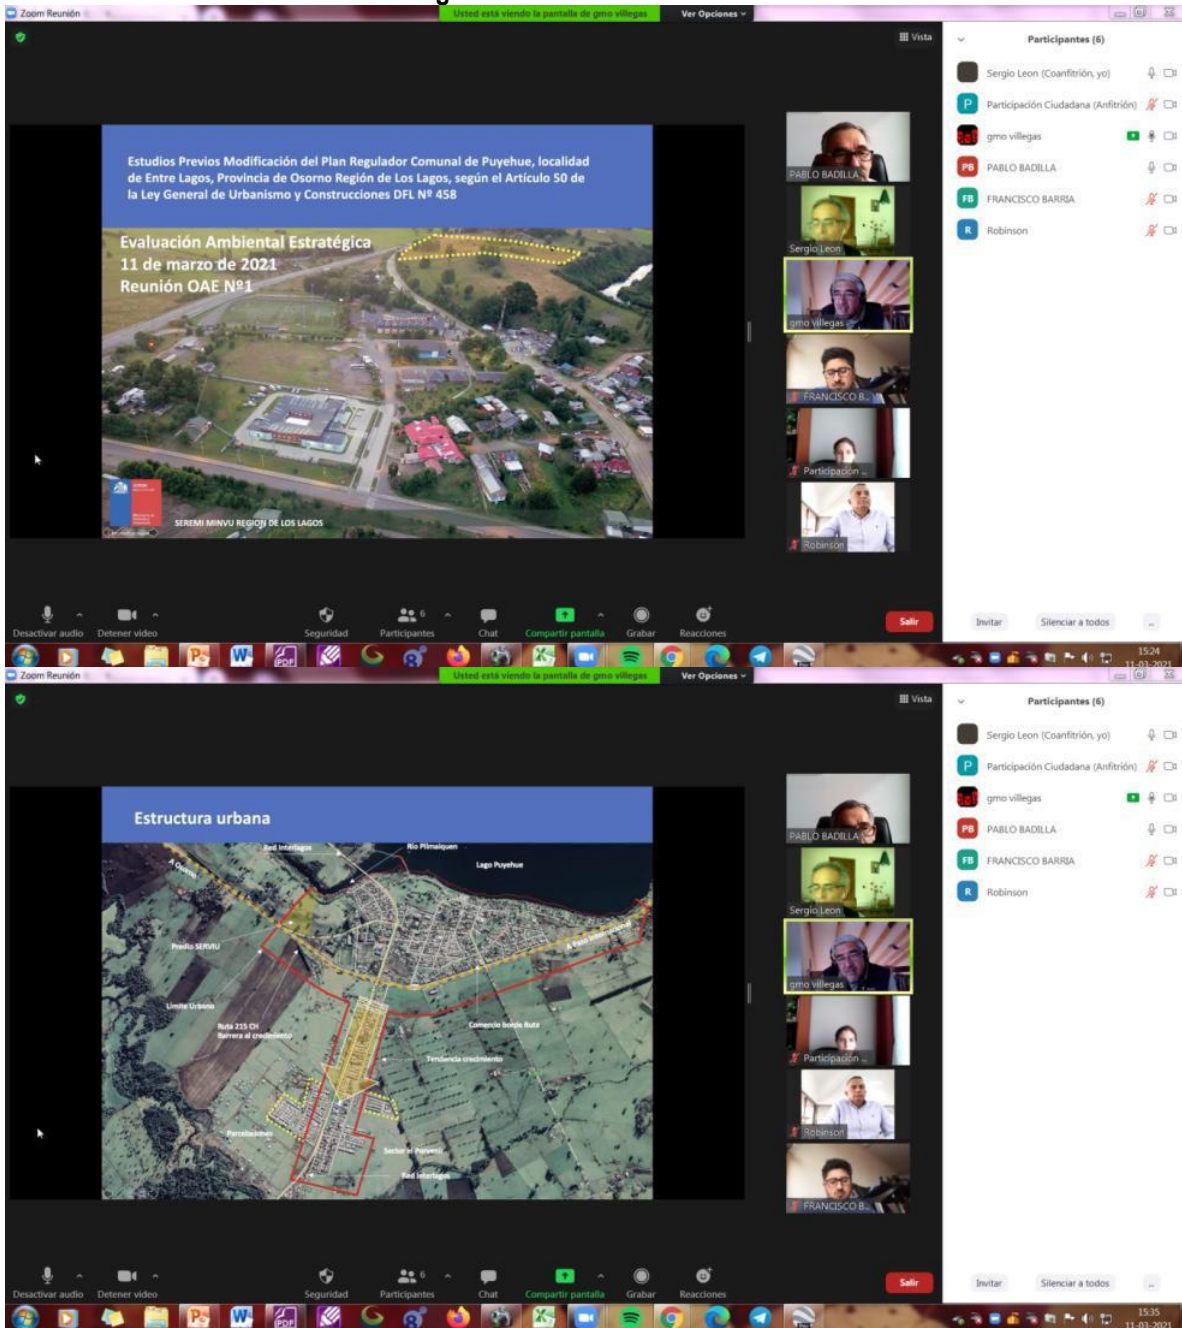 Zoom Reunión
Usted está viendo la pantalla de gmo villegas
Ver Opciones
Vista
Participantes (6)
Sergio Leon (Coanfitrión, yo)
P
Participación Ciudadana (Anfitrión)
gmo villegas
PB
PABLO BADILLA
FB
FRANCISCO BARRIA
R
Robinson
Estudios Previos Modificación del Plan Regulador Comunal de Puyehue, localidad
de Entre Lagos, Provincia de Osorno Región de Los Lagos, según el Artículo 50 de
la Ley General de Urbanismo y Construcciones DFL Nº 458
Evaluación Ambiental Estratégica
11 de marzo de 2021
Reunión OAE Nº1
SEREMI MINVU REGION DE LOS LAGOS
PABLO BADILLA
Sergio Leon
gmo villegas
FRANCISCO B...
Participación ...
Robinson
Desactivar audio
Detener video
Seguridad
Participantes
6
Chat
Compartir pantalla
Grabar
Reacciones
Salir
Invitar
Silenciar a todos
...
15:24
11-03-2021
Zoom Reunión
Usted está viendo la pantalla de gmo villegas
Ver Opciones
Vista
Participantes (6)
Sergio Leon (Coanfitrión, yo)
P
Participación Ciudadana (Anfitrión)
gmo villegas
PB
PABLO BADILLA
FB
FRANCISCO BARRIA
R
Robinson
Estructura urbana
Red Interlagos
Río Pilmaiquen
Lago Puyehue
A Osorno
A Paso Internacional
Predio SERVIU
Límite Urbano
Ruta 215 CH
Barrera al crecimiento
Comercio borde Ruta
Tendencia crecimiento
Parcelaciones
Sector el Porvenir
Red Interlagos
PABLO BADILLA
Sergio Leon
gmo villegas
Participación ...
Robinson
FRANCISCO B...
Desactivar audio
Detener video
Seguridad
Participantes
6
Chat
Compartir pantalla
Grabar
Reacciones
Salir
Invitar
Silenciar a todos
...
15:35
11-03-2021